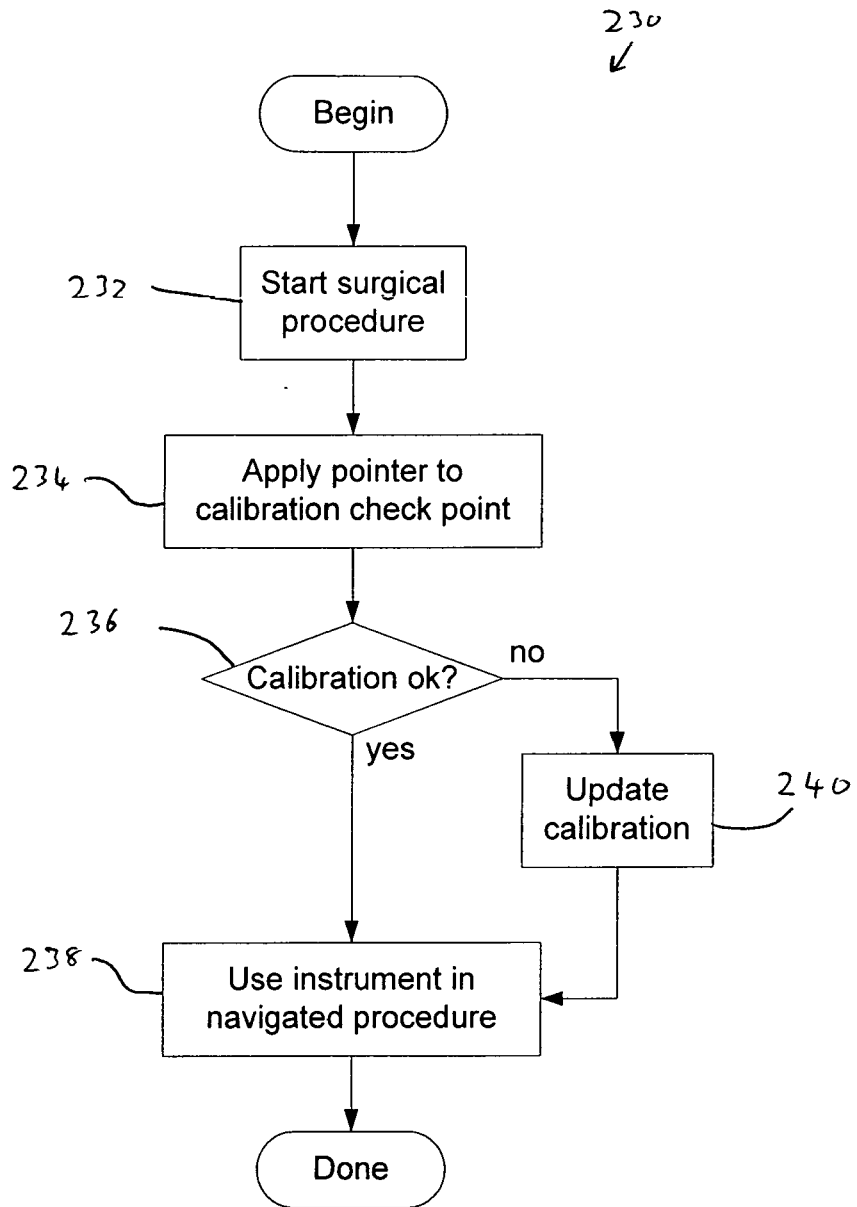 230
Begin
232
Start surgical
procedure
234
Apply pointer to
calibration check point
236
Calibration ok?
no
yes
Update
calibration
240
238
Use instrument in
navigated procedure
Done